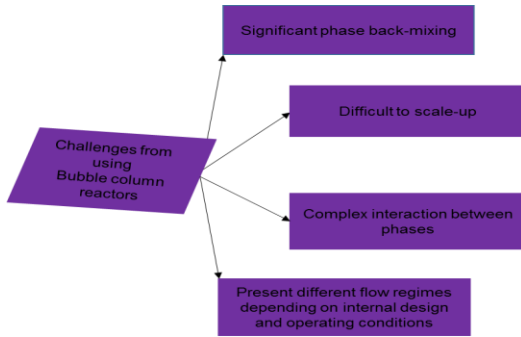 Significant phase back-mixing
Difficult to scale-up
Challenges from
using
Bubble column
reactors
Complex interaction between
phases
Present different flow regimes
depending on internal design
and operating conditions